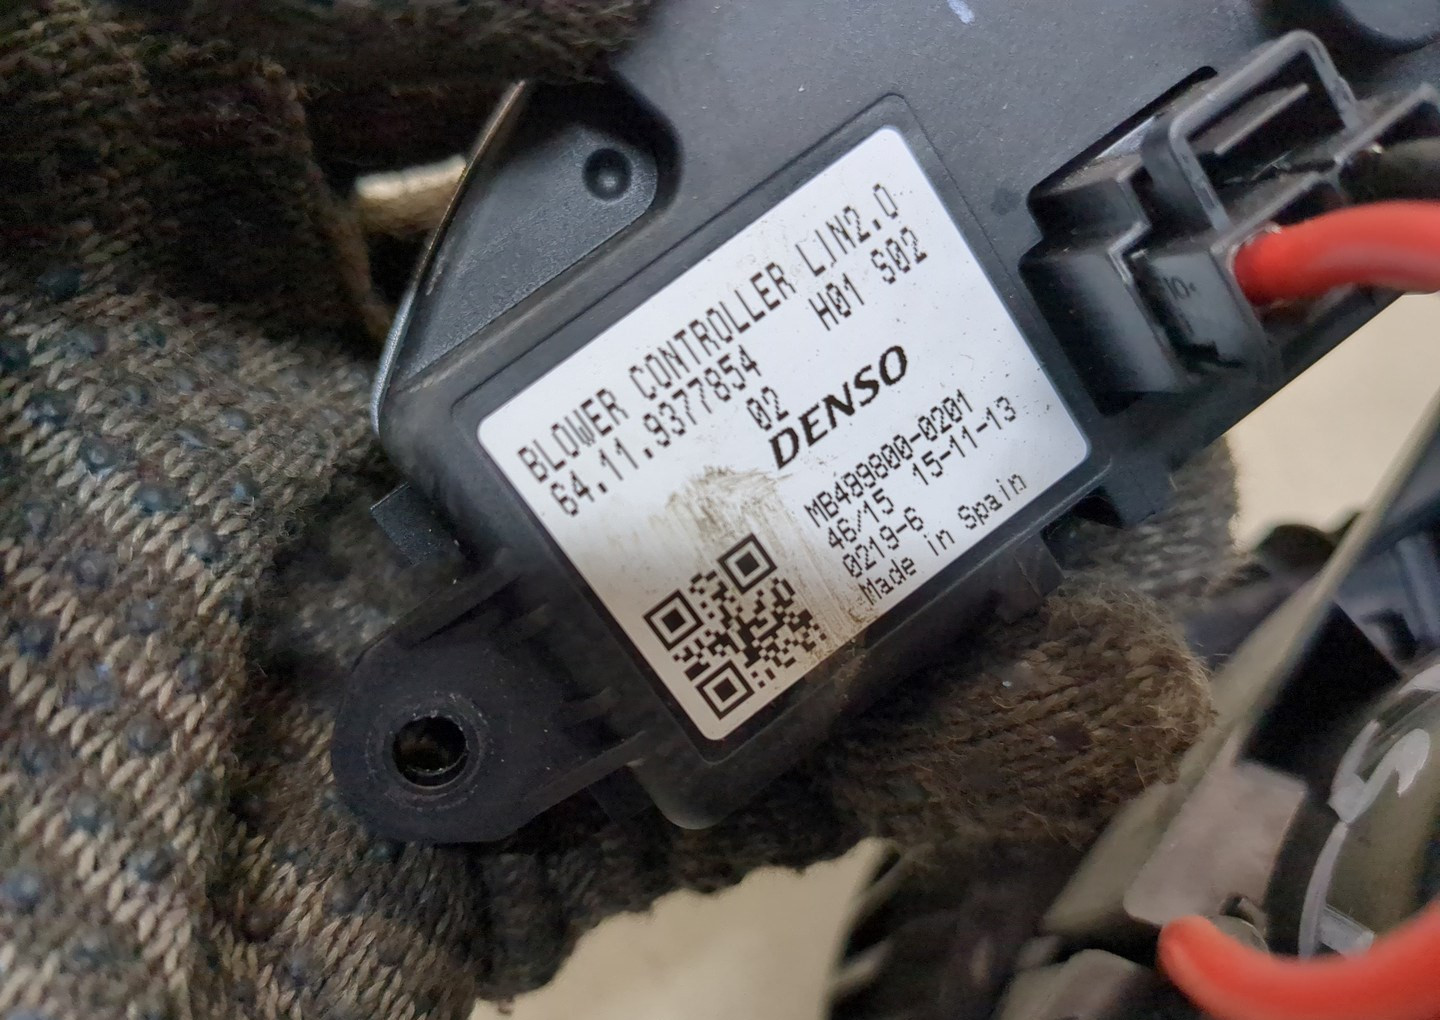 BLOWER CONTROLLER LIN2.0
64.11.9377854 H01 S02
02
DENSO
MB489800-0201
46/15 15-11-13
0219-6
Made in Spain